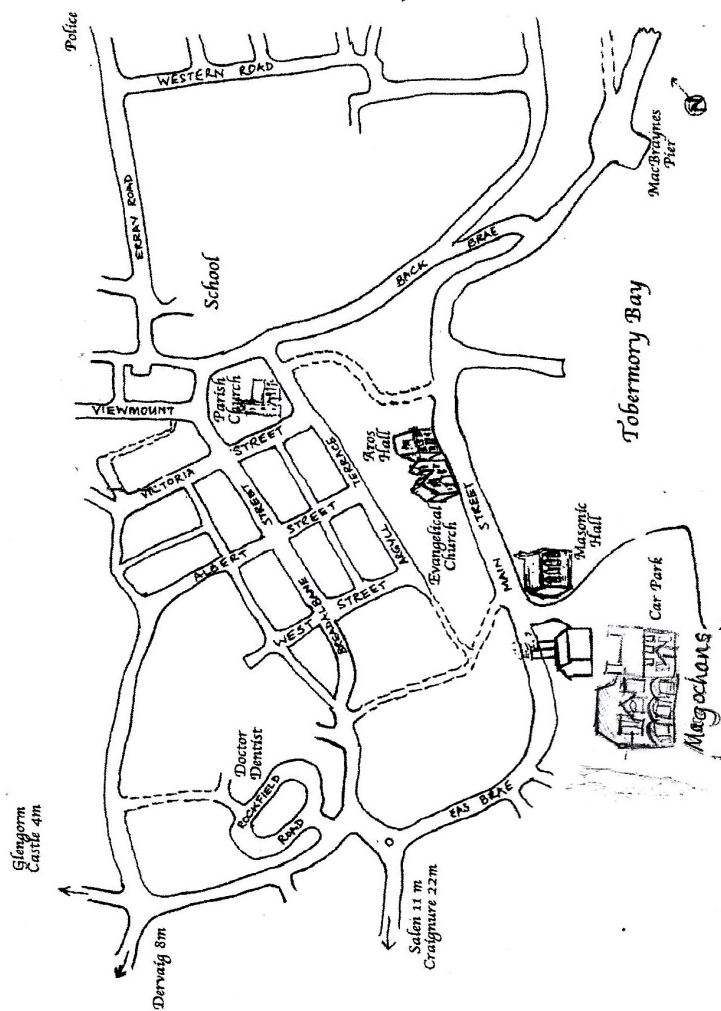 Police
WESTERN ROAD
ERRAY ROAD
School
MacBraynes
Pier
N
BACK
BRAE
VIEWMOUNT
Parish
Church
VICTORIA
STREET
Tobermory Bay
Aros
Hall
ARGYLL
TERRACE
STREET
ALBERT
STREET
Evangelical
Church
MAIN
STREET
Masonic
Hall
BREADALBANE
WEST STREET
Car Park
Macgochans
Doctor
Dentist
ROCKFIELD
ROAD
EAS BRAE
Glengorm
Castle 4m
Salen 11 m
Craignure 22m
Dervaig 8m